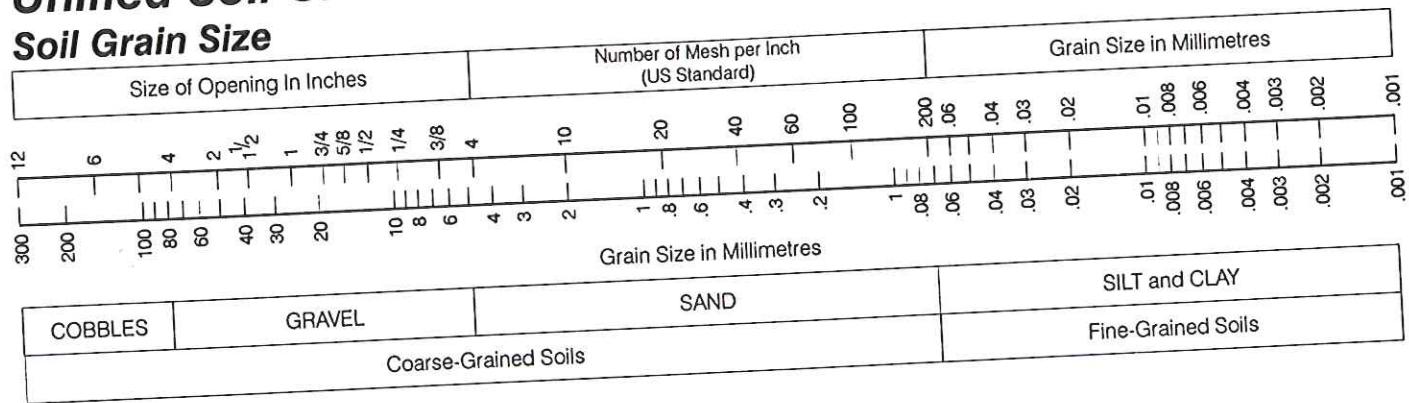 Unified Soil
Soil Grain Size
Size of Opening In Inches
Number of Mesh per Inch
(US Standard)
Grain Size in Millimetres
12 6 4 2 1 1/2 1 3/4 5/8 1/2 1/4 3/8 4 10 20 40 60 100 200 .06 .04 .03 .02 .01 .008 .006 .004 .003 .002 .001
300 200 100 80 60 40 30 20 10 8 6 4 3 2 1 .8 .6 .4 .3 .2 1 .08 .06 .04 .03 .02 .01 .008 .006 .004 .003 .002 .001
Grain Size in Millimetres
COBBLES GRAVEL SAND SILT and CLAY
Coarse-Grained Soils Fine-Grained Soils